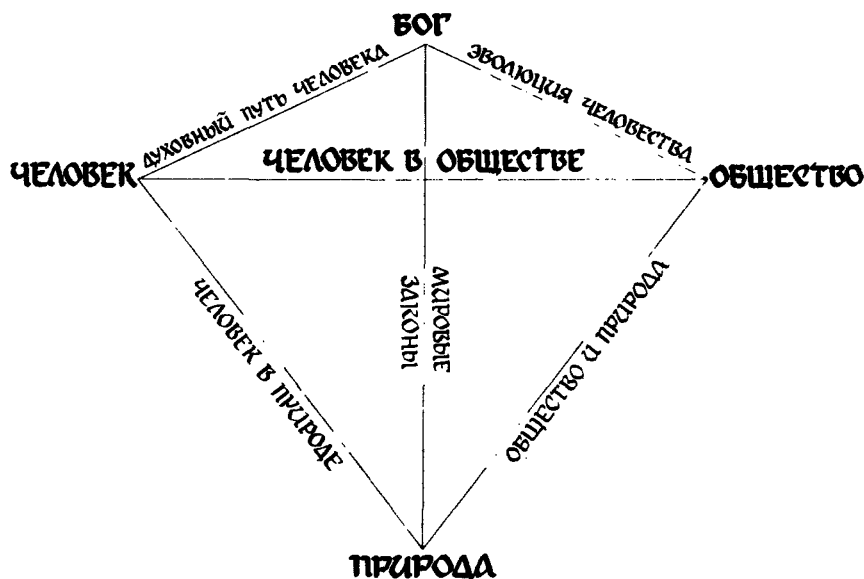 БОГ
ДУХОВНЫЙ ПУТЬ ЧЕЛОВЕКА
ЭВОЛЮЦИЯ ЧЕЛОВЕСТВА
ЧЕЛОВЕК
ЧЕЛОВЕК В ОБЩЕСТВЕ
ОБЩЕСТВО
ЧЕЛОВЕК В ПРИРОДЕ
МИРОВЫЕ
ЗАКОНЫ
ОБЩЕСТВО И ПРИРОДА
ПРИРОДА